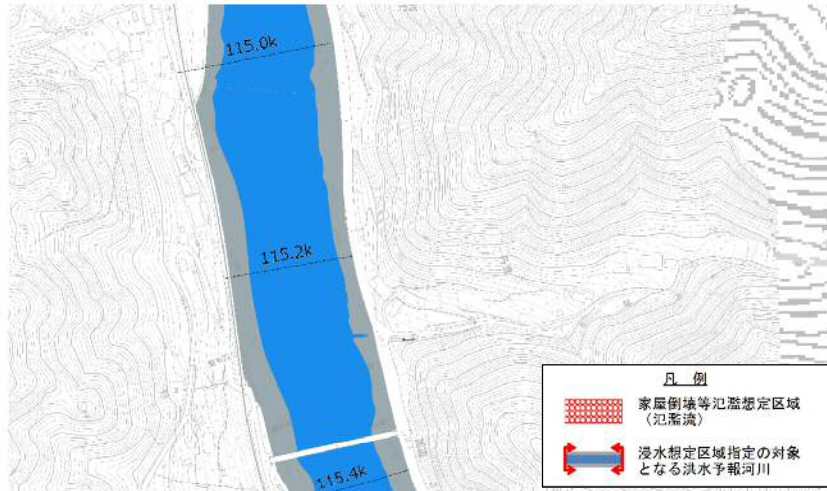 115.0k
115.2k
115.4k
凡 例
家屋倒壊等氾濫想定区域
（氾濫流）
浸水想定区域指定の対象
となる洪水予報河川